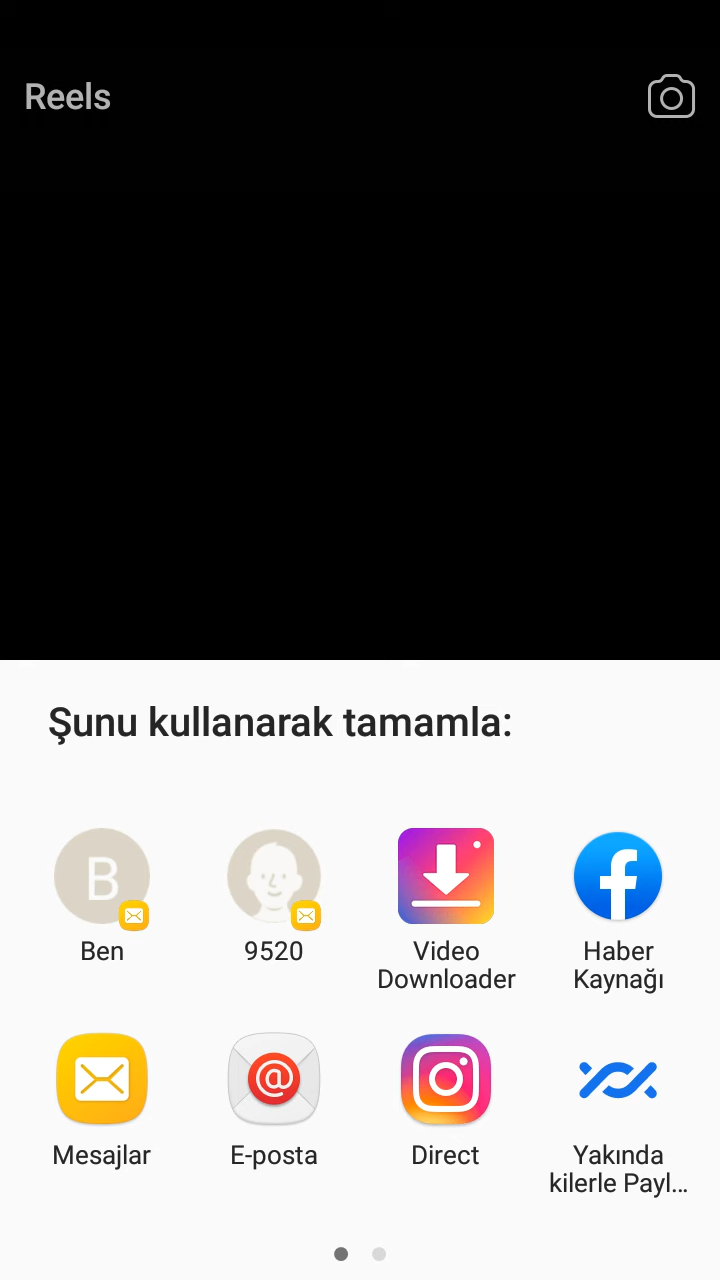 Reels
Şunu kullanarak tamamla:
B
Ben
9520
Video
Downloader
Haber
Kaynağı
Mesajlar
E-posta
Direct
Yakında
kilerle Payl...